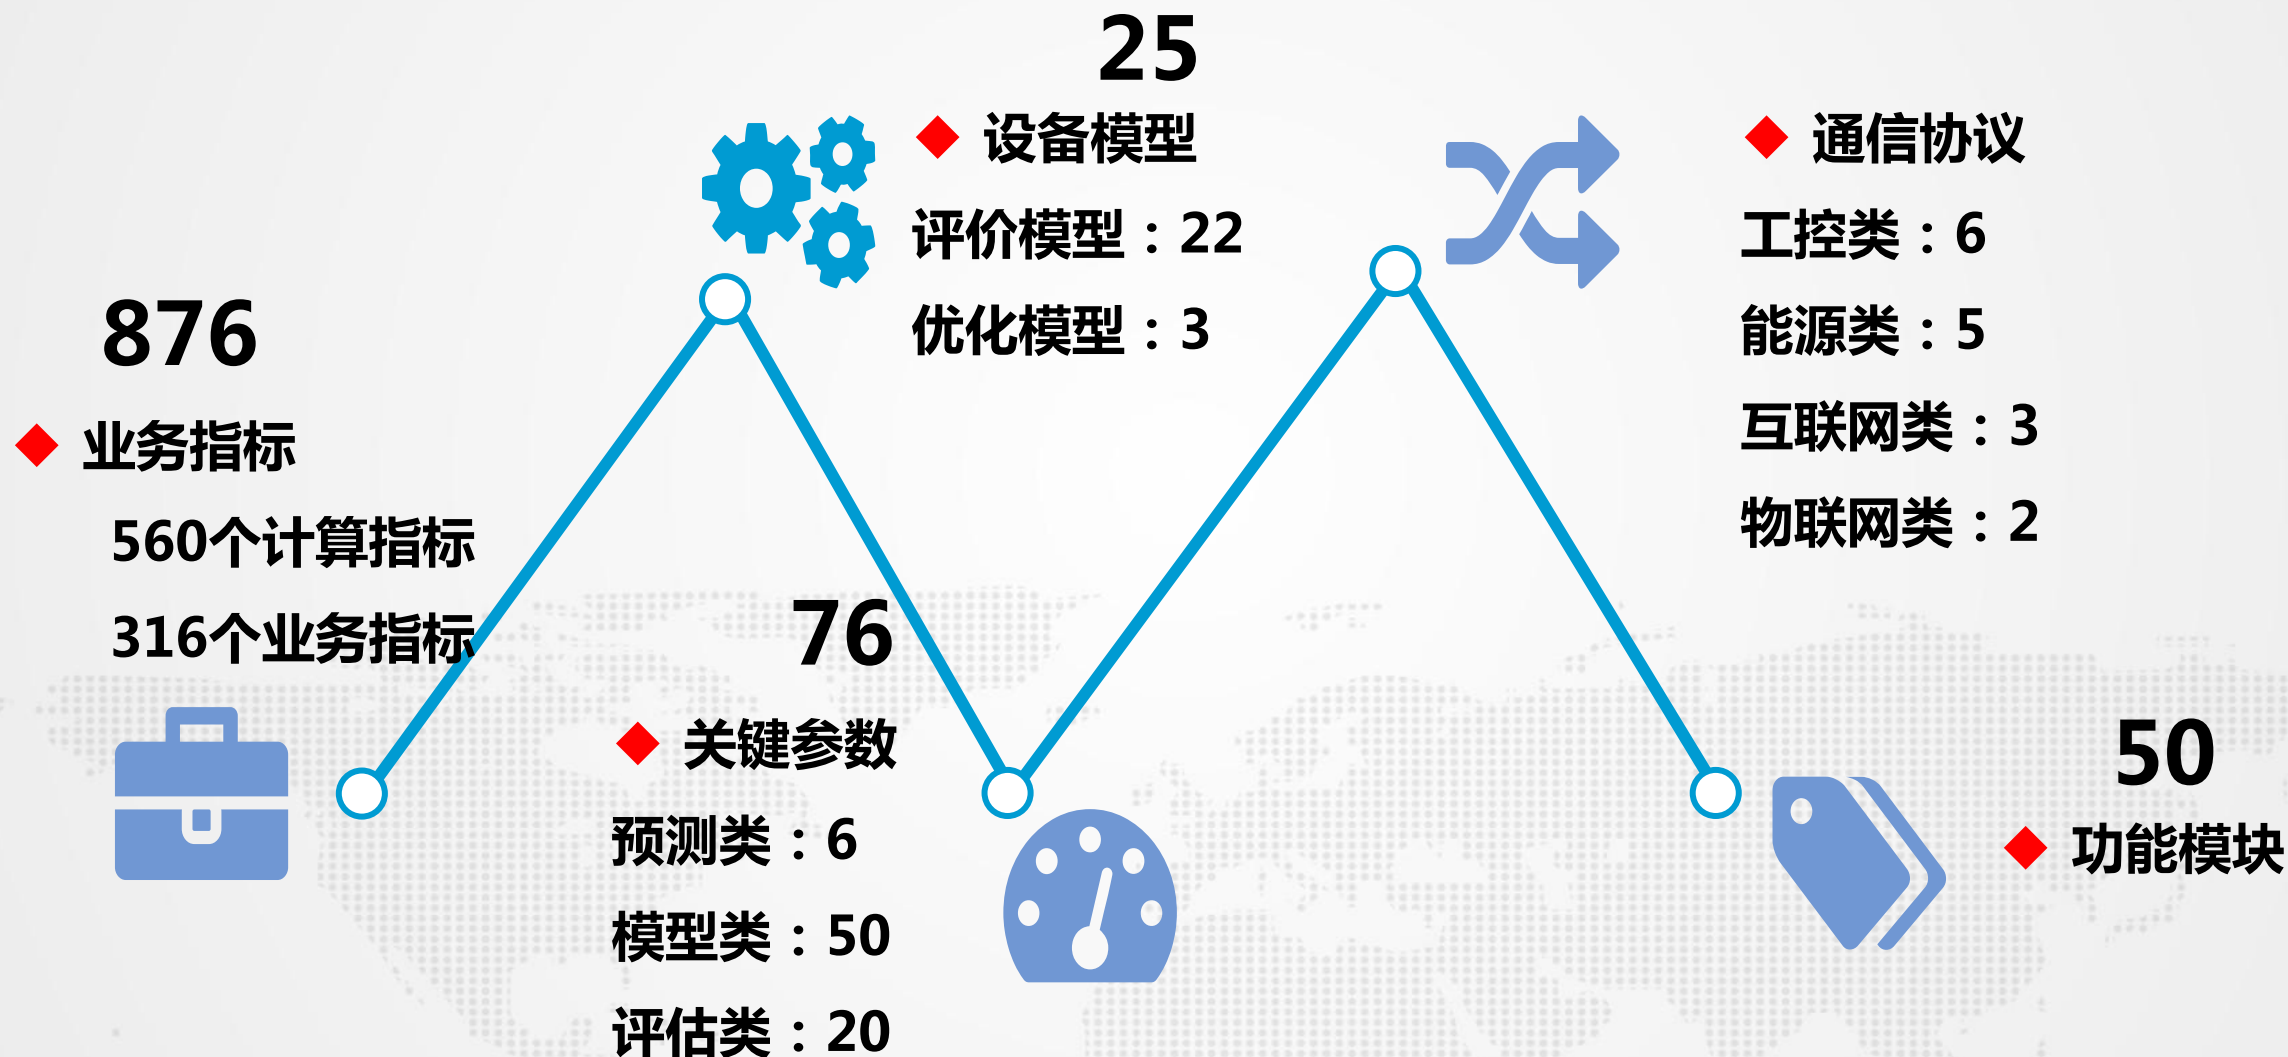 876
业务指标
560个计算指标
316个业务指标
25
设备模型
评价模型：22
优化模型：3
76
关键参数
预测类：6
模型类：50
评估类：20
通信协议
工控类：6
能源类：5
互联网类：3
物联网类：2
50
功能模块